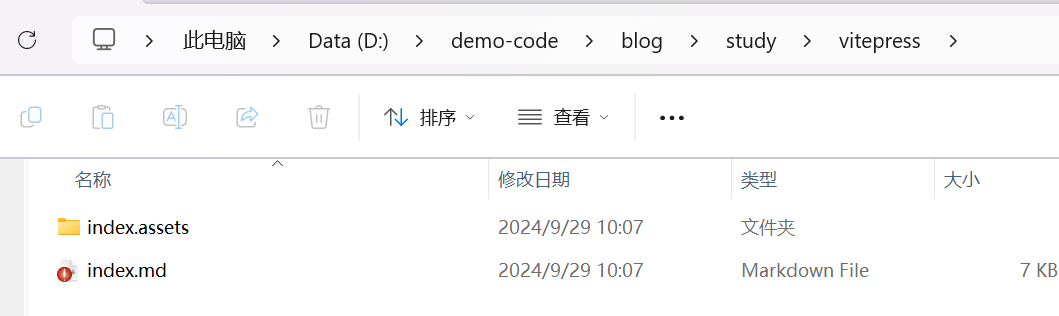 此电脑 Data (D:) demo-code blog study vitepress
排序 查看
名称 修改日期 类型 大小
index.assets 2024/9/29 10:07 文件夹
index.md 2024/9/29 10:07 Markdown File 7 KB